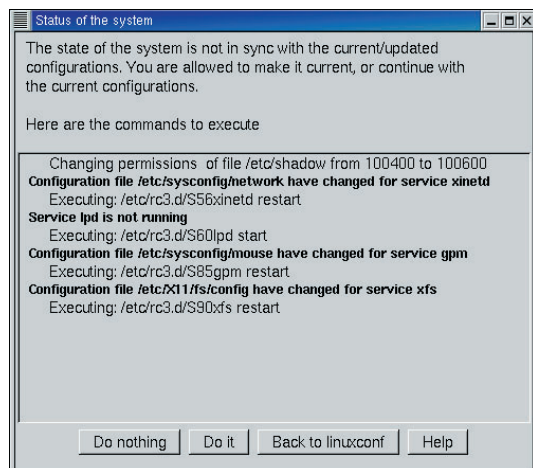 Status of the system
The state of the system is not in sync with the current/updated
configurations. You are allowed to make it current, or continue with
the current configurations.
Here are the commands to execute
Changing permissions of file /etc/shadow from 100400 to 100600
Configuration file /etc/sysconfig/network have changed for service xinetd
Executing: /etc/rc3.d/S56xinetd restart
Service lpd is not running
Executing: /etc/rc3.d/S60lpd start
Configuration file /etc/sysconfig/mouse have changed for service gpm
Executing: /etc/rc3.d/S85gpm restart
Configuration file /etc/X11/fs/config have changed for service xfs
Executing: /etc/rc3.d/S90xfs restart
Do nothing Do it Back to linuxconf Help